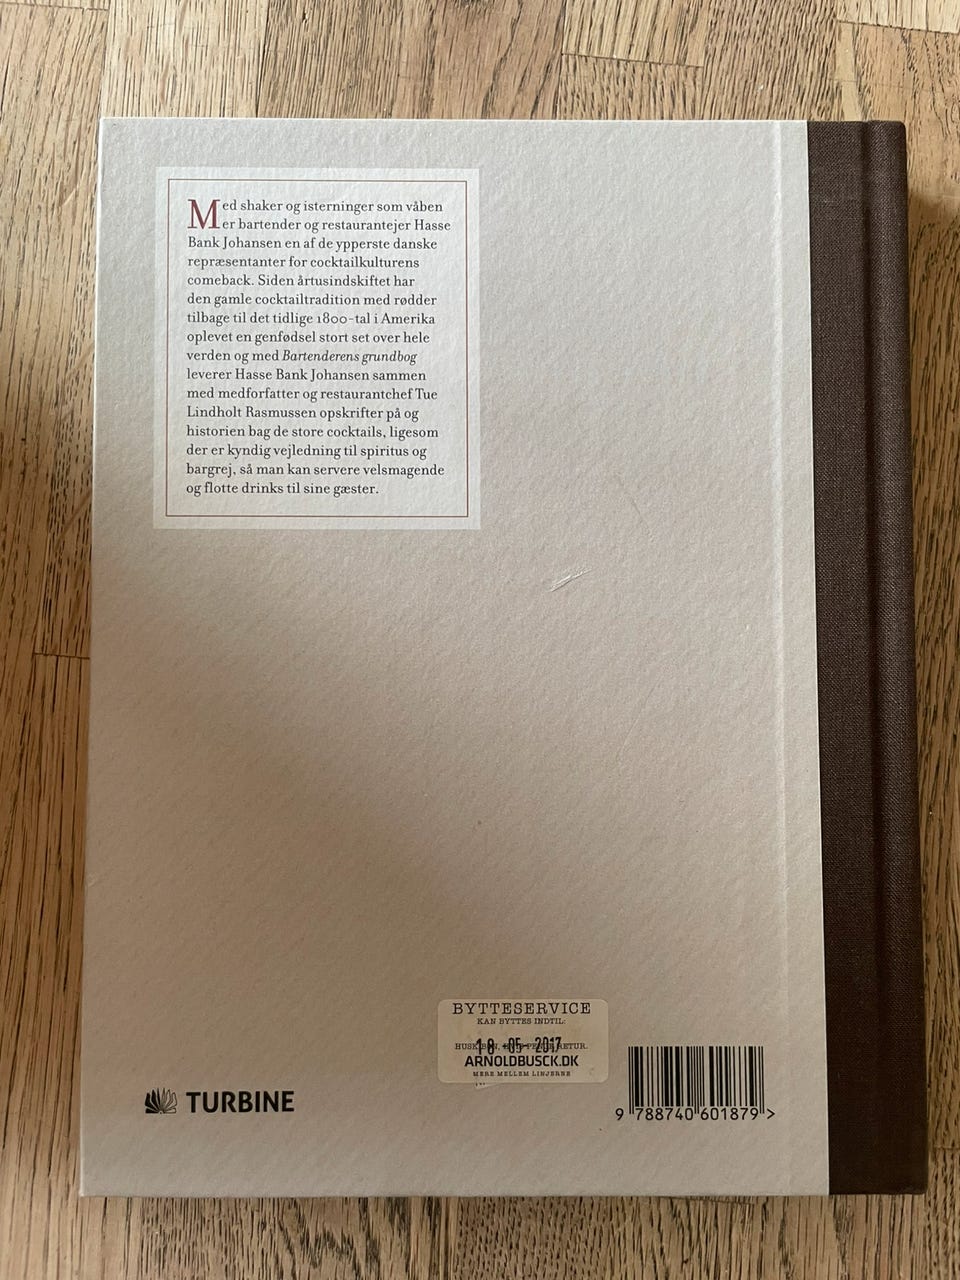 Med shaker og isterninger som våben
er bartender og restaurantejer Hasse
Bank Johansen en af de ypperste danske
repræsentanter for cocktailkulturens
comeback. Siden årtusindskiftet har
den gamle cocktailtradition med rødder
tilbage til det tidlige 1800-tal i Amerika
oplevet en genfødsel stort set over hele
verden og med Bartenderens grundbog
leverer Hasse Bank Johansen sammen
med medforfatter og restaurantchef Tue
Lindholt Rasmussen opskrifter på og
historien bag de store cocktails, ligesom
der er kyndig vejledning til spiritus og
bargrej, så man kan servere velsmagende
og flotte drinks til sine gæster.
BYTTESERVICE
KAN BYTTES INDTIL:
18 -05- 2017
HUSK BON, RETUR.
ARNOLDBUSCK.DK
MERE MELLEM LINJERNE
TURBINE
9 788740 601879 >